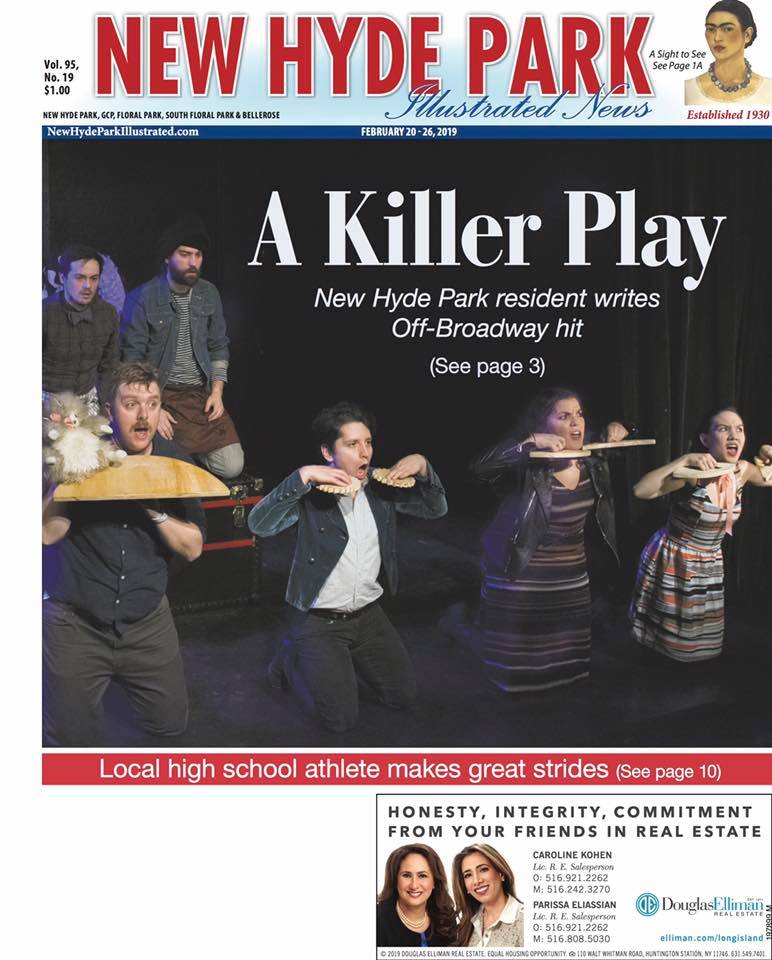 Vol. 95,
No. 19
$1.00
NEW HYDE PARK
Illustrated News
A Sight to See
See Page 1A
NEW HYDE PARK, GCP, FLORAL PARK, SOUTH FLORAL PARK & BELLEROSE
Established 1930
NewHydeParkIllustrated.com
FEBRUARY 20 - 26, 2019
A Killer Play
New Hyde Park resident writes
Off-Broadway hit
(See page 3)
Local high school athlete makes great strides (See page 10)
HONESTY, INTEGRITY, COMMITMENT
FROM YOUR FRIENDS IN REAL ESTATE
CAROLINE KOHEN
Lic. R. E. Salesperson
O: 516.921.2262
M: 516.242.3270
PARISSA ELIASSIAN
Lic. R. E. Salesperson
O: 516.921.2262
M: 516.808.5030
DE
DouglasElliman
EST. 1911
REAL ESTATE
elliman.com/longisland
197899 M
© 2019 DOUGLAS ELLIMAN REAL ESTATE. EQUAL HOUSING OPPORTUNITY. 110 WALT WHITMAN ROAD, HUNTINGTON STATION, NY 11746. 631.549.7401.